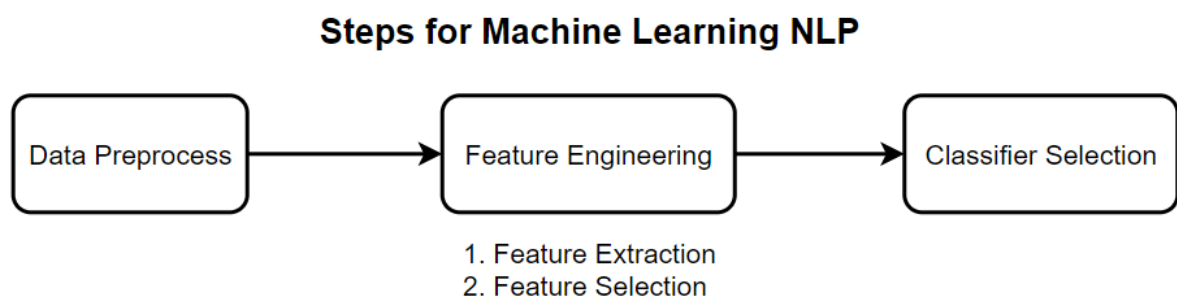 Steps for Machine Learning NLP
Data Preprocess
Feature Engineering
Classifier Selection
1. Feature Extraction
2. Feature Selection